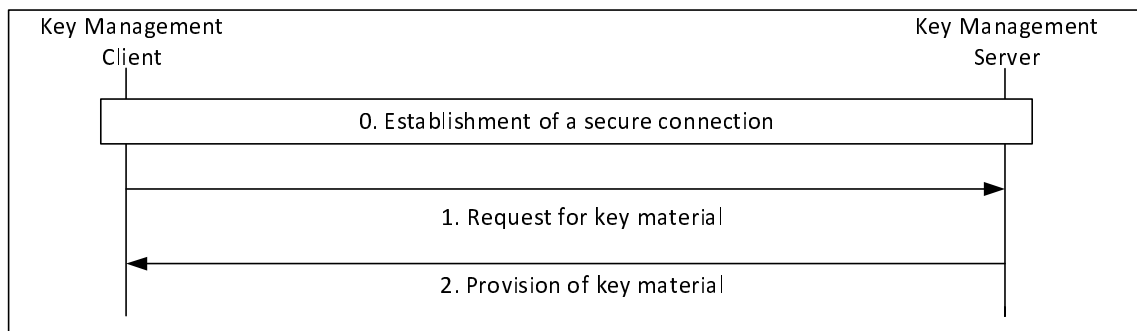 Key Management
Client
Key Management
Server
0. Establishment of a secure connection
1. Request for key material
2. Provision of key material